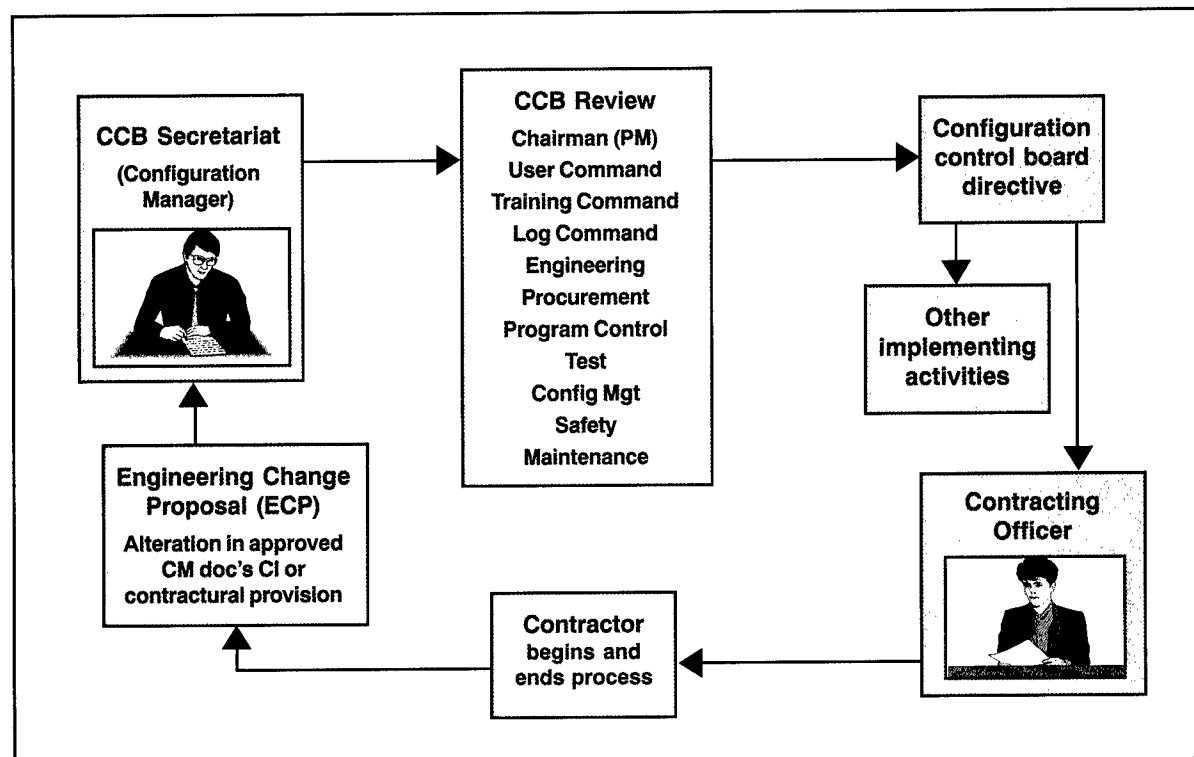 CCB Secretariat
(Configuration
Manager)
CCB Review
Chairman (PM)
User Command
Training Command
Log Command
Engineering
Procurement
Program Control
Test
Config Mgt
Safety
Maintenance
Configuration
control board
directive
Other
implementing
activities
Contracting
Officer
Contractor
begins and
ends process
Engineering Change
Proposal (ECP)
Alteration in approved
CM doc's CI or
contractural provision